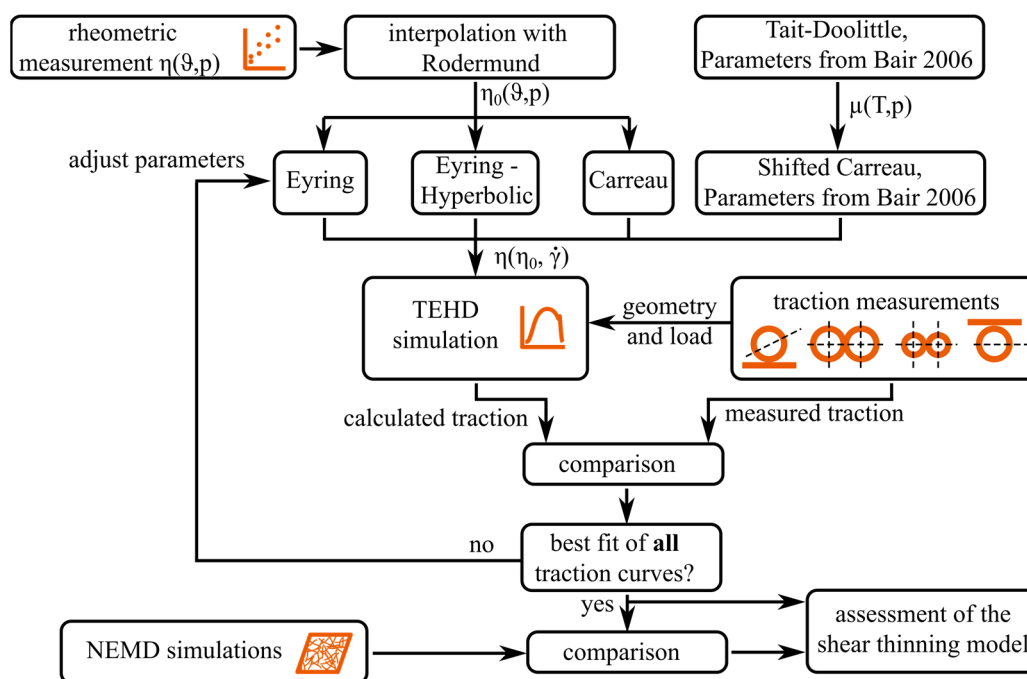 rheometric
measurement η(ϑ,p)
interpolation with
Rodermund
Tait-Doolittle,
Parameters from Bair 2006
η₀(ϑ,p)
μ(T,p)
adjust parameters
Eyring
Eyring -
Hyperbolic
Carreau
Shifted Carreau,
Parameters from Bair 2006
η(η₀, γ̇)
TEHD
simulation
geometry
and load
traction measurements
calculated traction
measured traction
comparison
no
best fit of all
traction curves?
yes
NEMD simulations
comparison
assessment of the
shear thinning model